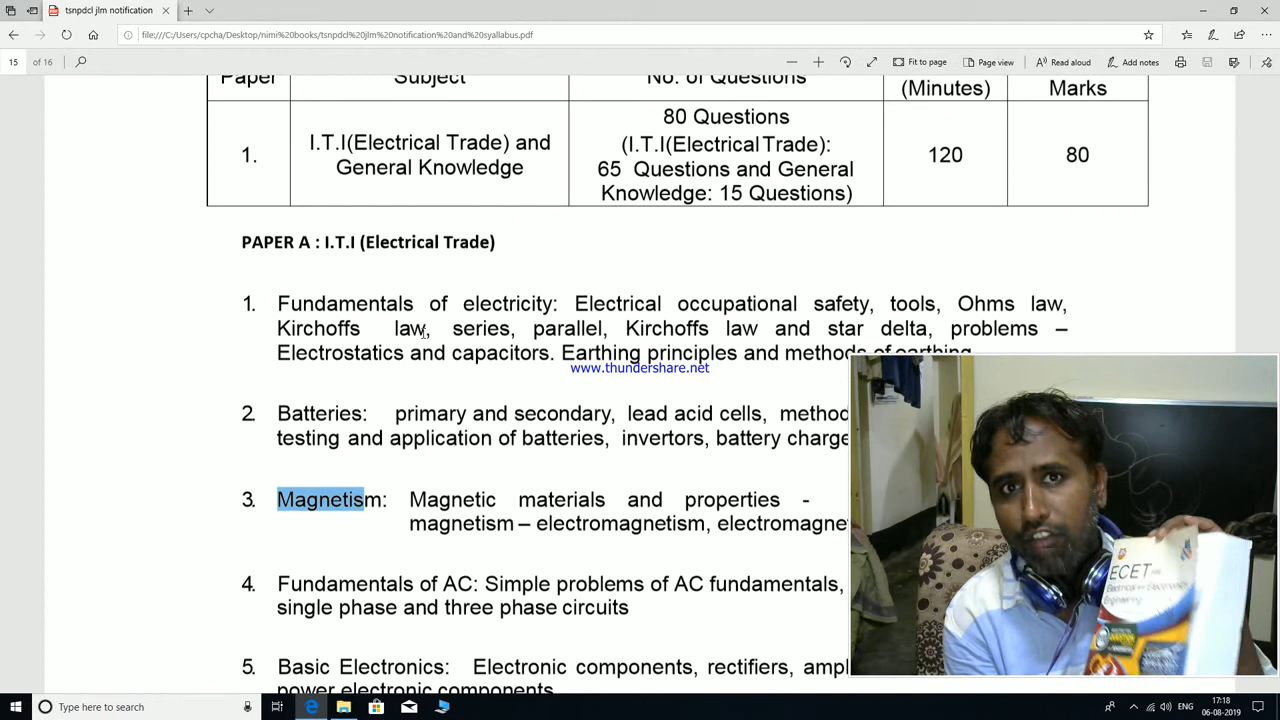 tsnpdcl jlm notification
file:///C:/Users/cpcha/Desktop/nimi%20books/tsnpdcl%20jlm%20notification%20and%20syallabus.pdf
15 of 16
Fit to page
Page view
Read aloud
Add notes
Paper Subject No. of Questions (Minutes) Marks
1. I.T.I(Electrical Trade) and General Knowledge
80 Questions
(I.T.I(Electrical Trade):
65 Questions and General
Knowledge: 15 Questions)
120
80
PAPER A : I.T.I (Electrical Trade)
1. Fundamentals of electricity: Electrical occupational safety, tools, Ohms law,
Kirchoffs law, series, parallel, Kirchoffs law and star delta, problems –
Electrostatics and capacitors. Earthing principles and methods of earthing
www.thundershare.net
2. Batteries: primary and secondary, lead acid cells, method
testing and application of batteries, invertors, battery charge
3. Magnetism: Magnetic materials and properties -
magnetism – electromagnetism, electromagne
4. Fundamentals of AC: Simple problems of AC fundamentals,
single phase and three phase circuits
5. Basic Electronics: Electronic components, rectifiers, ampl
power electronic components
ECET
Electrical and Electronics
Engineering
Type here to search
ENG
17:18
06-08-2019